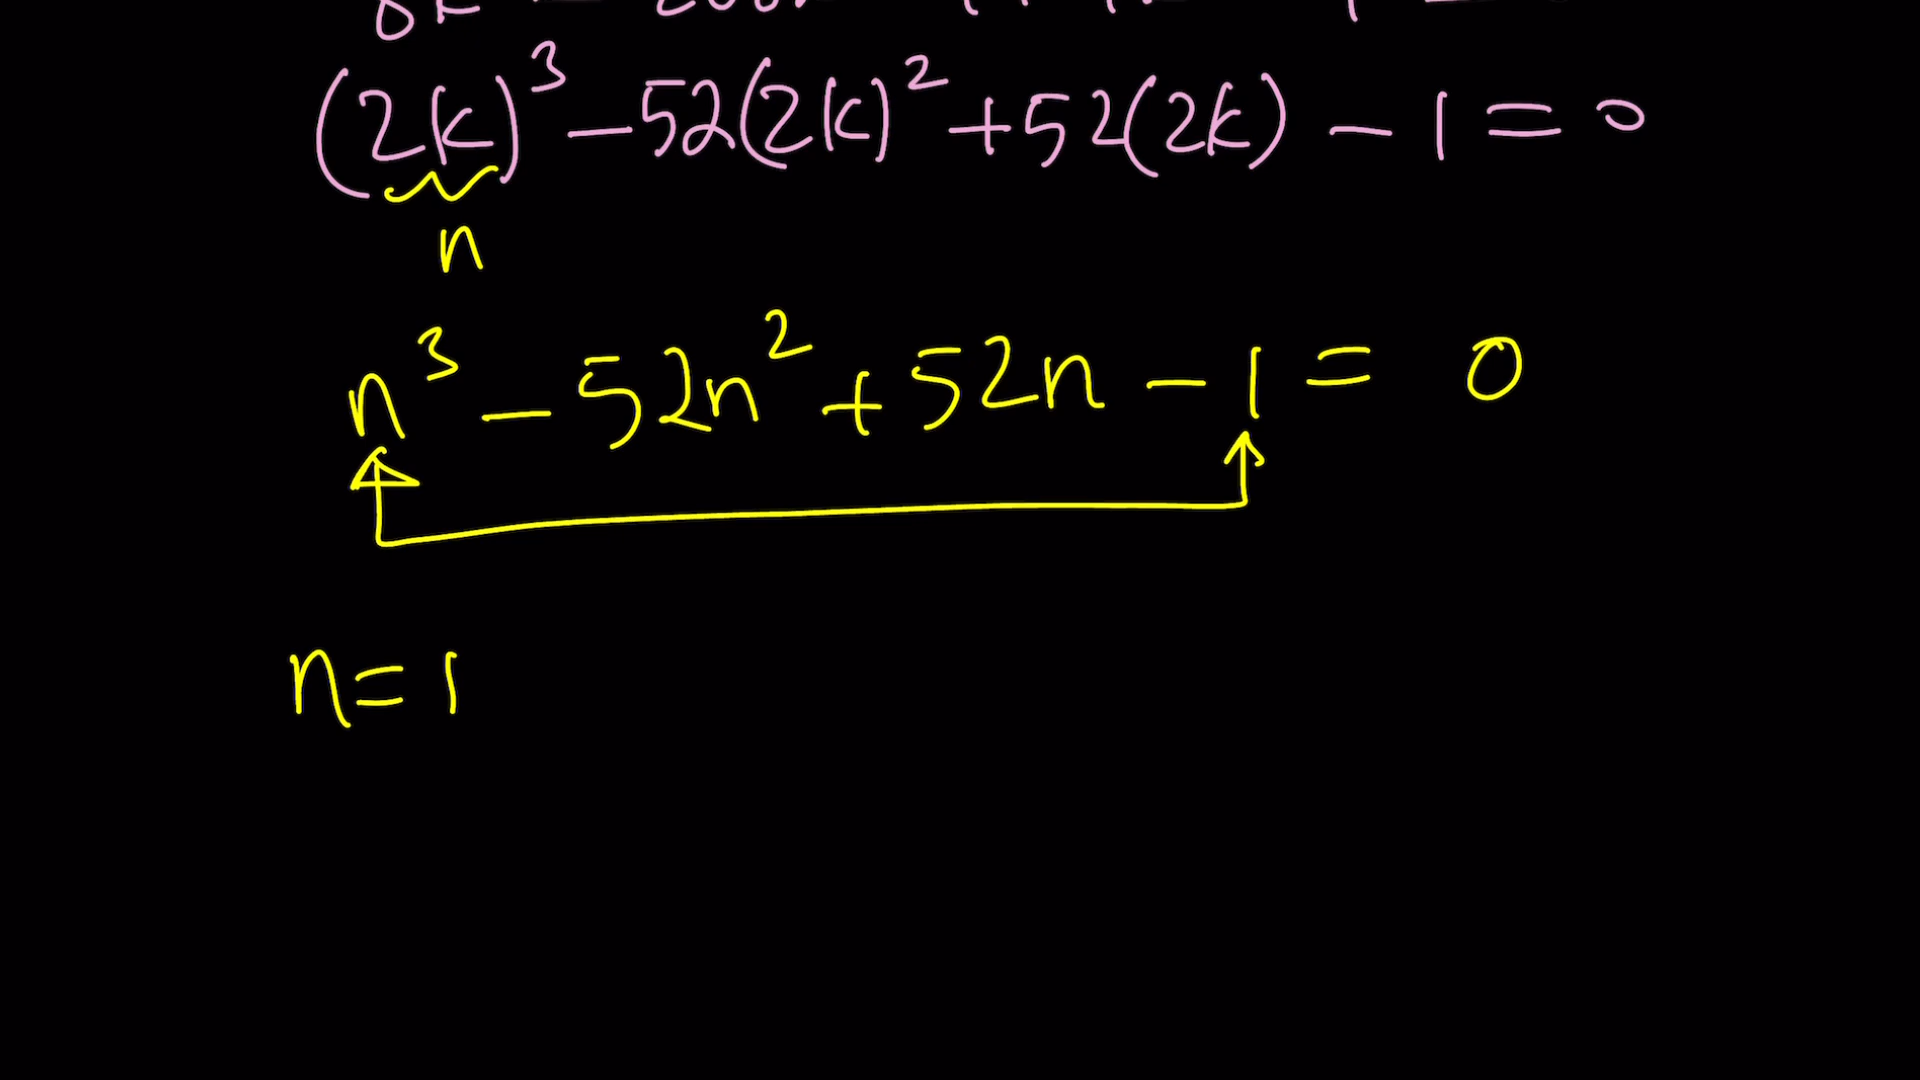 (2k)³ – 52(2k)² + 52(2k) – 1 = 0
n
n³ – 52n² + 52n – 1 = 0
n = 1